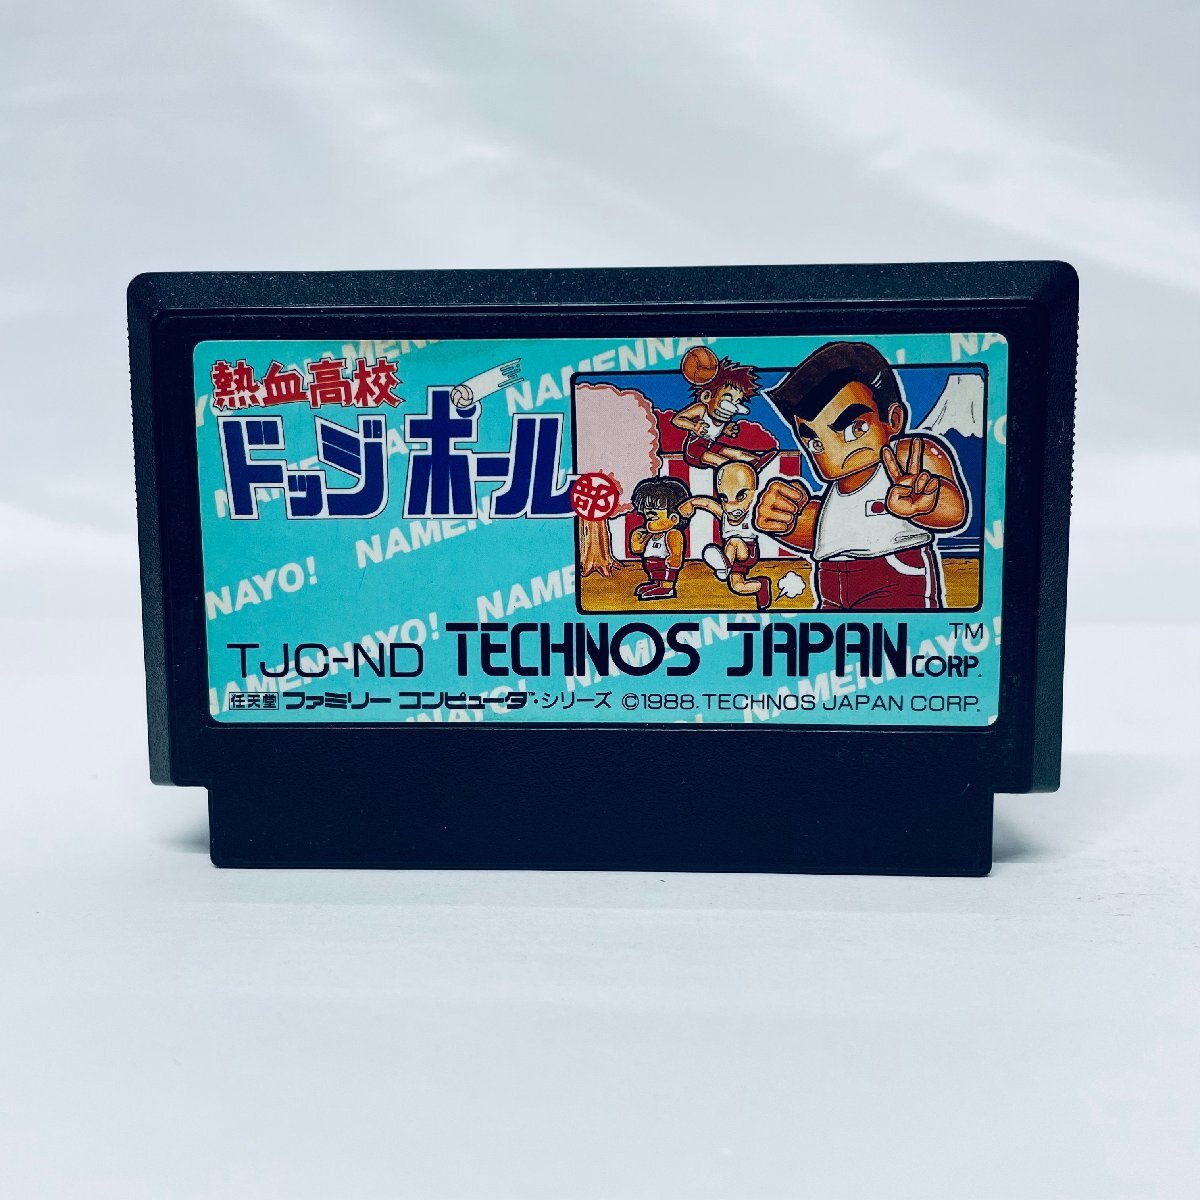 熱血高校
ドッジボール部
NAMENNAYO!
TJC-ND TECHNOS JAPAN CORP. TM
任天堂 ファミリー コンピュータ・シリーズ ©1988. TECHNOS JAPAN CORP.